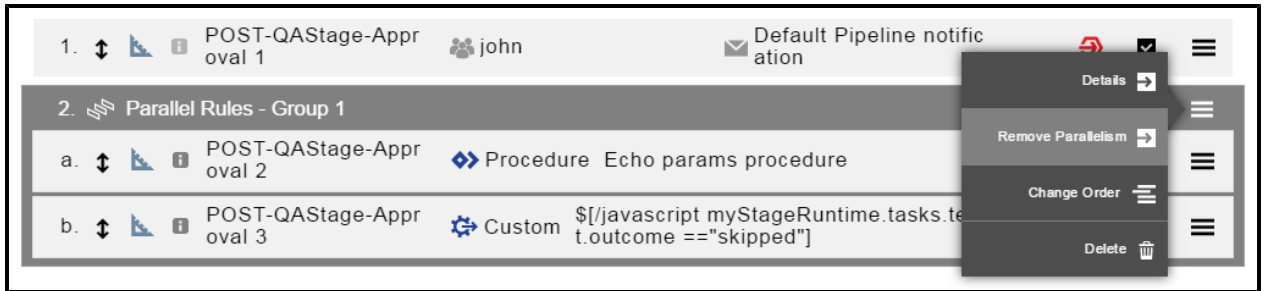 1. POST-QAStage-Appr john Default Pipeline notific
oval 1 ation
Details
2. Parallel Rules - Group 1
Remove Parallelism
a. POST-QAStage-Appr Procedure Echo params procedure
oval 2
Change Order
b. POST-QAStage-Appr Custom $[/javascript myStageRuntime.tasks.te
oval 3 t.outcome =="skipped"]
Delete